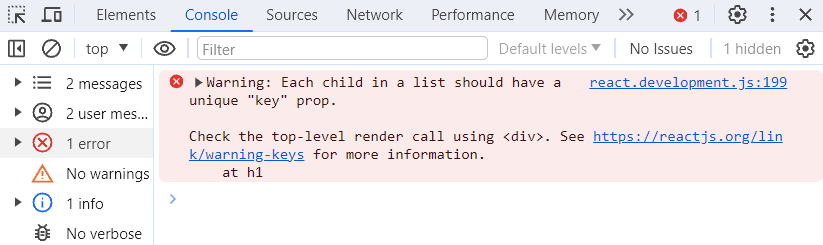 Elements Console Sources Network Performance Memory 1
top Filter Default levels No Issues 1 hidden
2 messages
2 user mes...
1 error
No warnings
1 info
No verbose
Warning: Each child in a list should have a react.development.js:199
unique "key" prop.
Check the top-level render call using <div>. See https://reactjs.org/lin
k/warning-keys for more information.
at h1